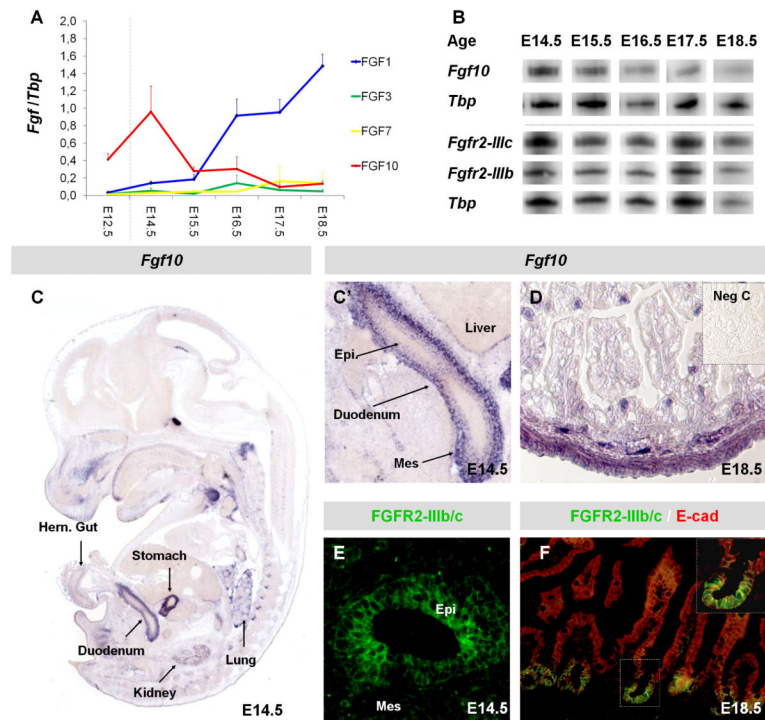 A
Fgf/Tbp
2,0
1,8
1,6
1,4
1,2
1,0
0,8
0,6
0,4
0,2
0,0
E12.5
E14.5
E15.5
E16.5
E17.5
E18.5
FGF1
FGF3
FGF7
FGF10
B
Age E14.5 E15.5 E16.5 E17.5 E18.5
Fgf10
Tbp
Fgfr2-IIIc
Fgfr2-IIIb
Tbp
Fgf10
C
Hern. Gut
Stomach
Duodenum
Lung
Kidney
E14.5
Fgf10
C'
Liver
Epi.
Duodenum
Mes
E14.5
D
Neg C
E18.5
FGFR2-IIIb/c
E
Epi
Mes
E14.5
FGFR2-IIIb/c / E-cad
F
E18.5